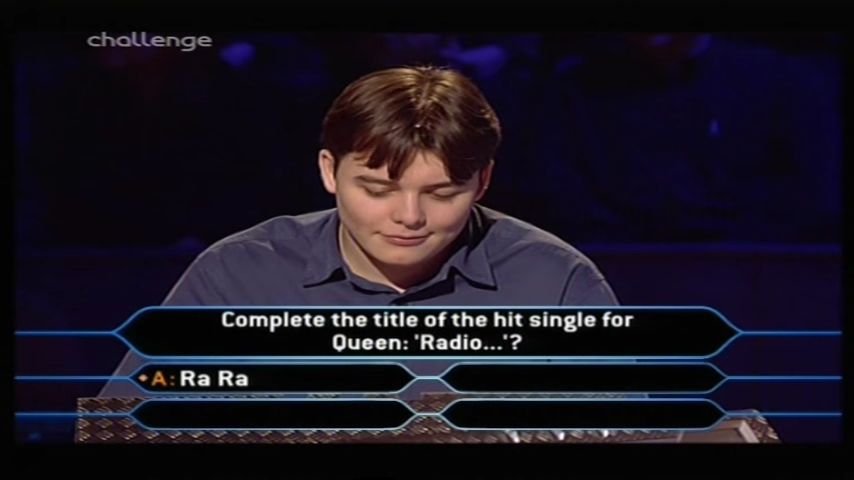 challenge
Complete the title of the hit single for
Queen: 'Radio...'?
A: Ra Ra